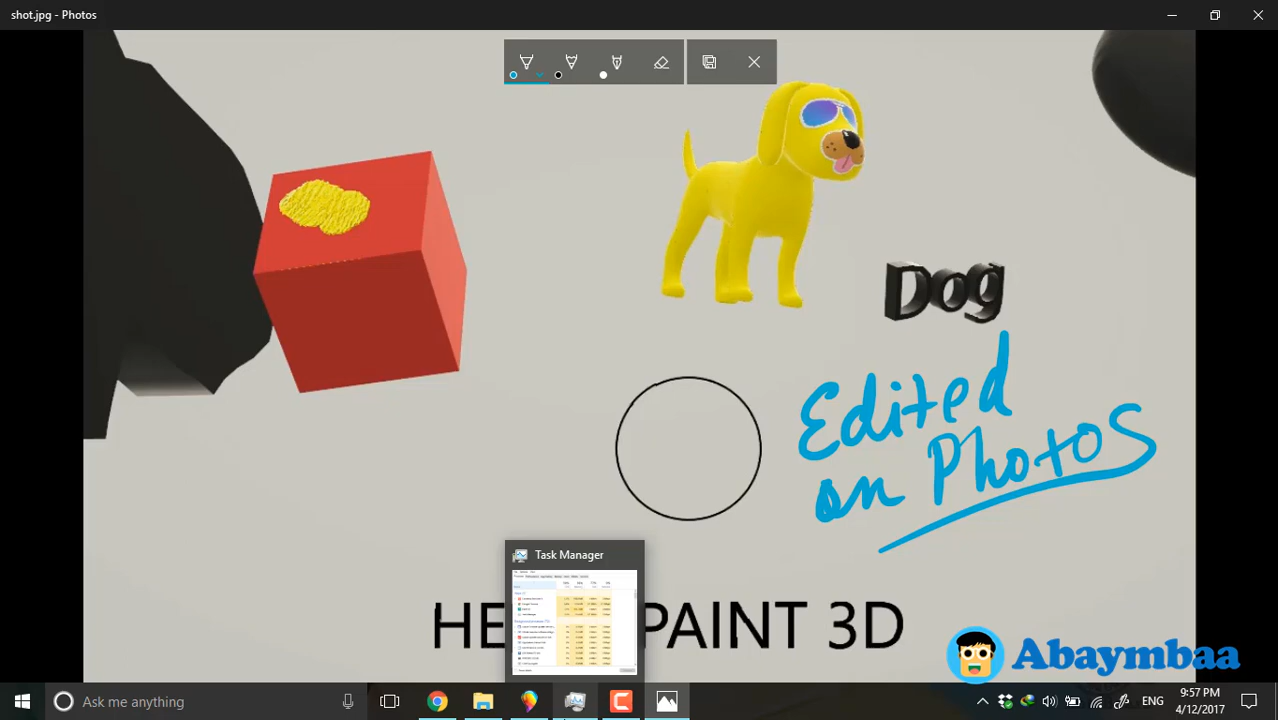 shot.jpg - Photos
Dog
Edited
on Photos
Task Manager
PAINT 3D
Abaymbaa
Ask me anything
ENG
9:57 PM
4/12/2017